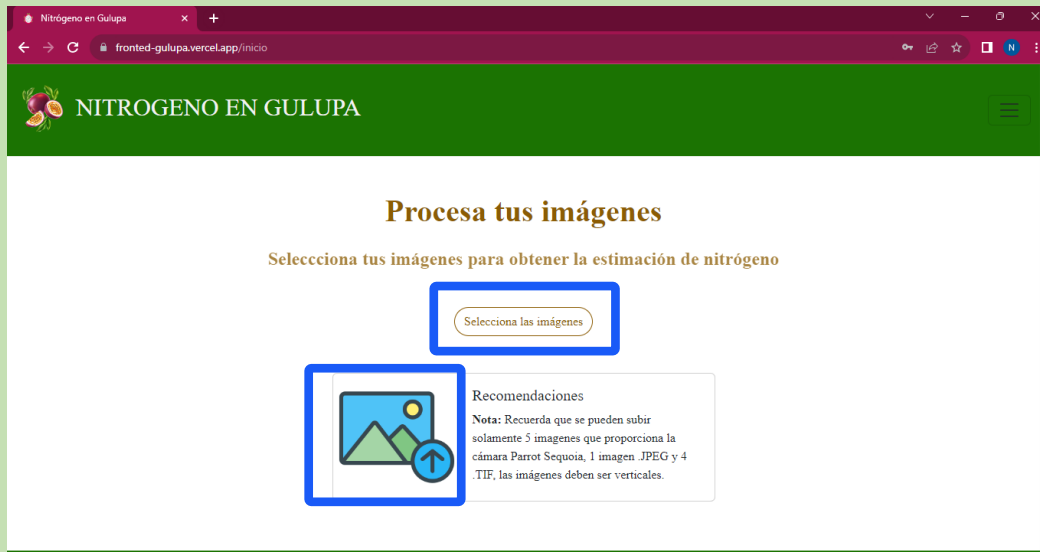 Nitrógeno en Gulupa
fronted-gulupa.vercel.app/inicio
N
NITROGENO EN GULUPA
Procesa tus imágenes
Seleccciona tus imágenes para obtener la estimación de nitrógeno
Selecciona las imágenes
Recomendaciones
Nota: Recuerda que se pueden subir
solamente 5 imagenes que proporciona la
cámara Parrot Sequoia, 1 imagen .JPEG y 4
.TIF, las imágenes deben ser verticales.